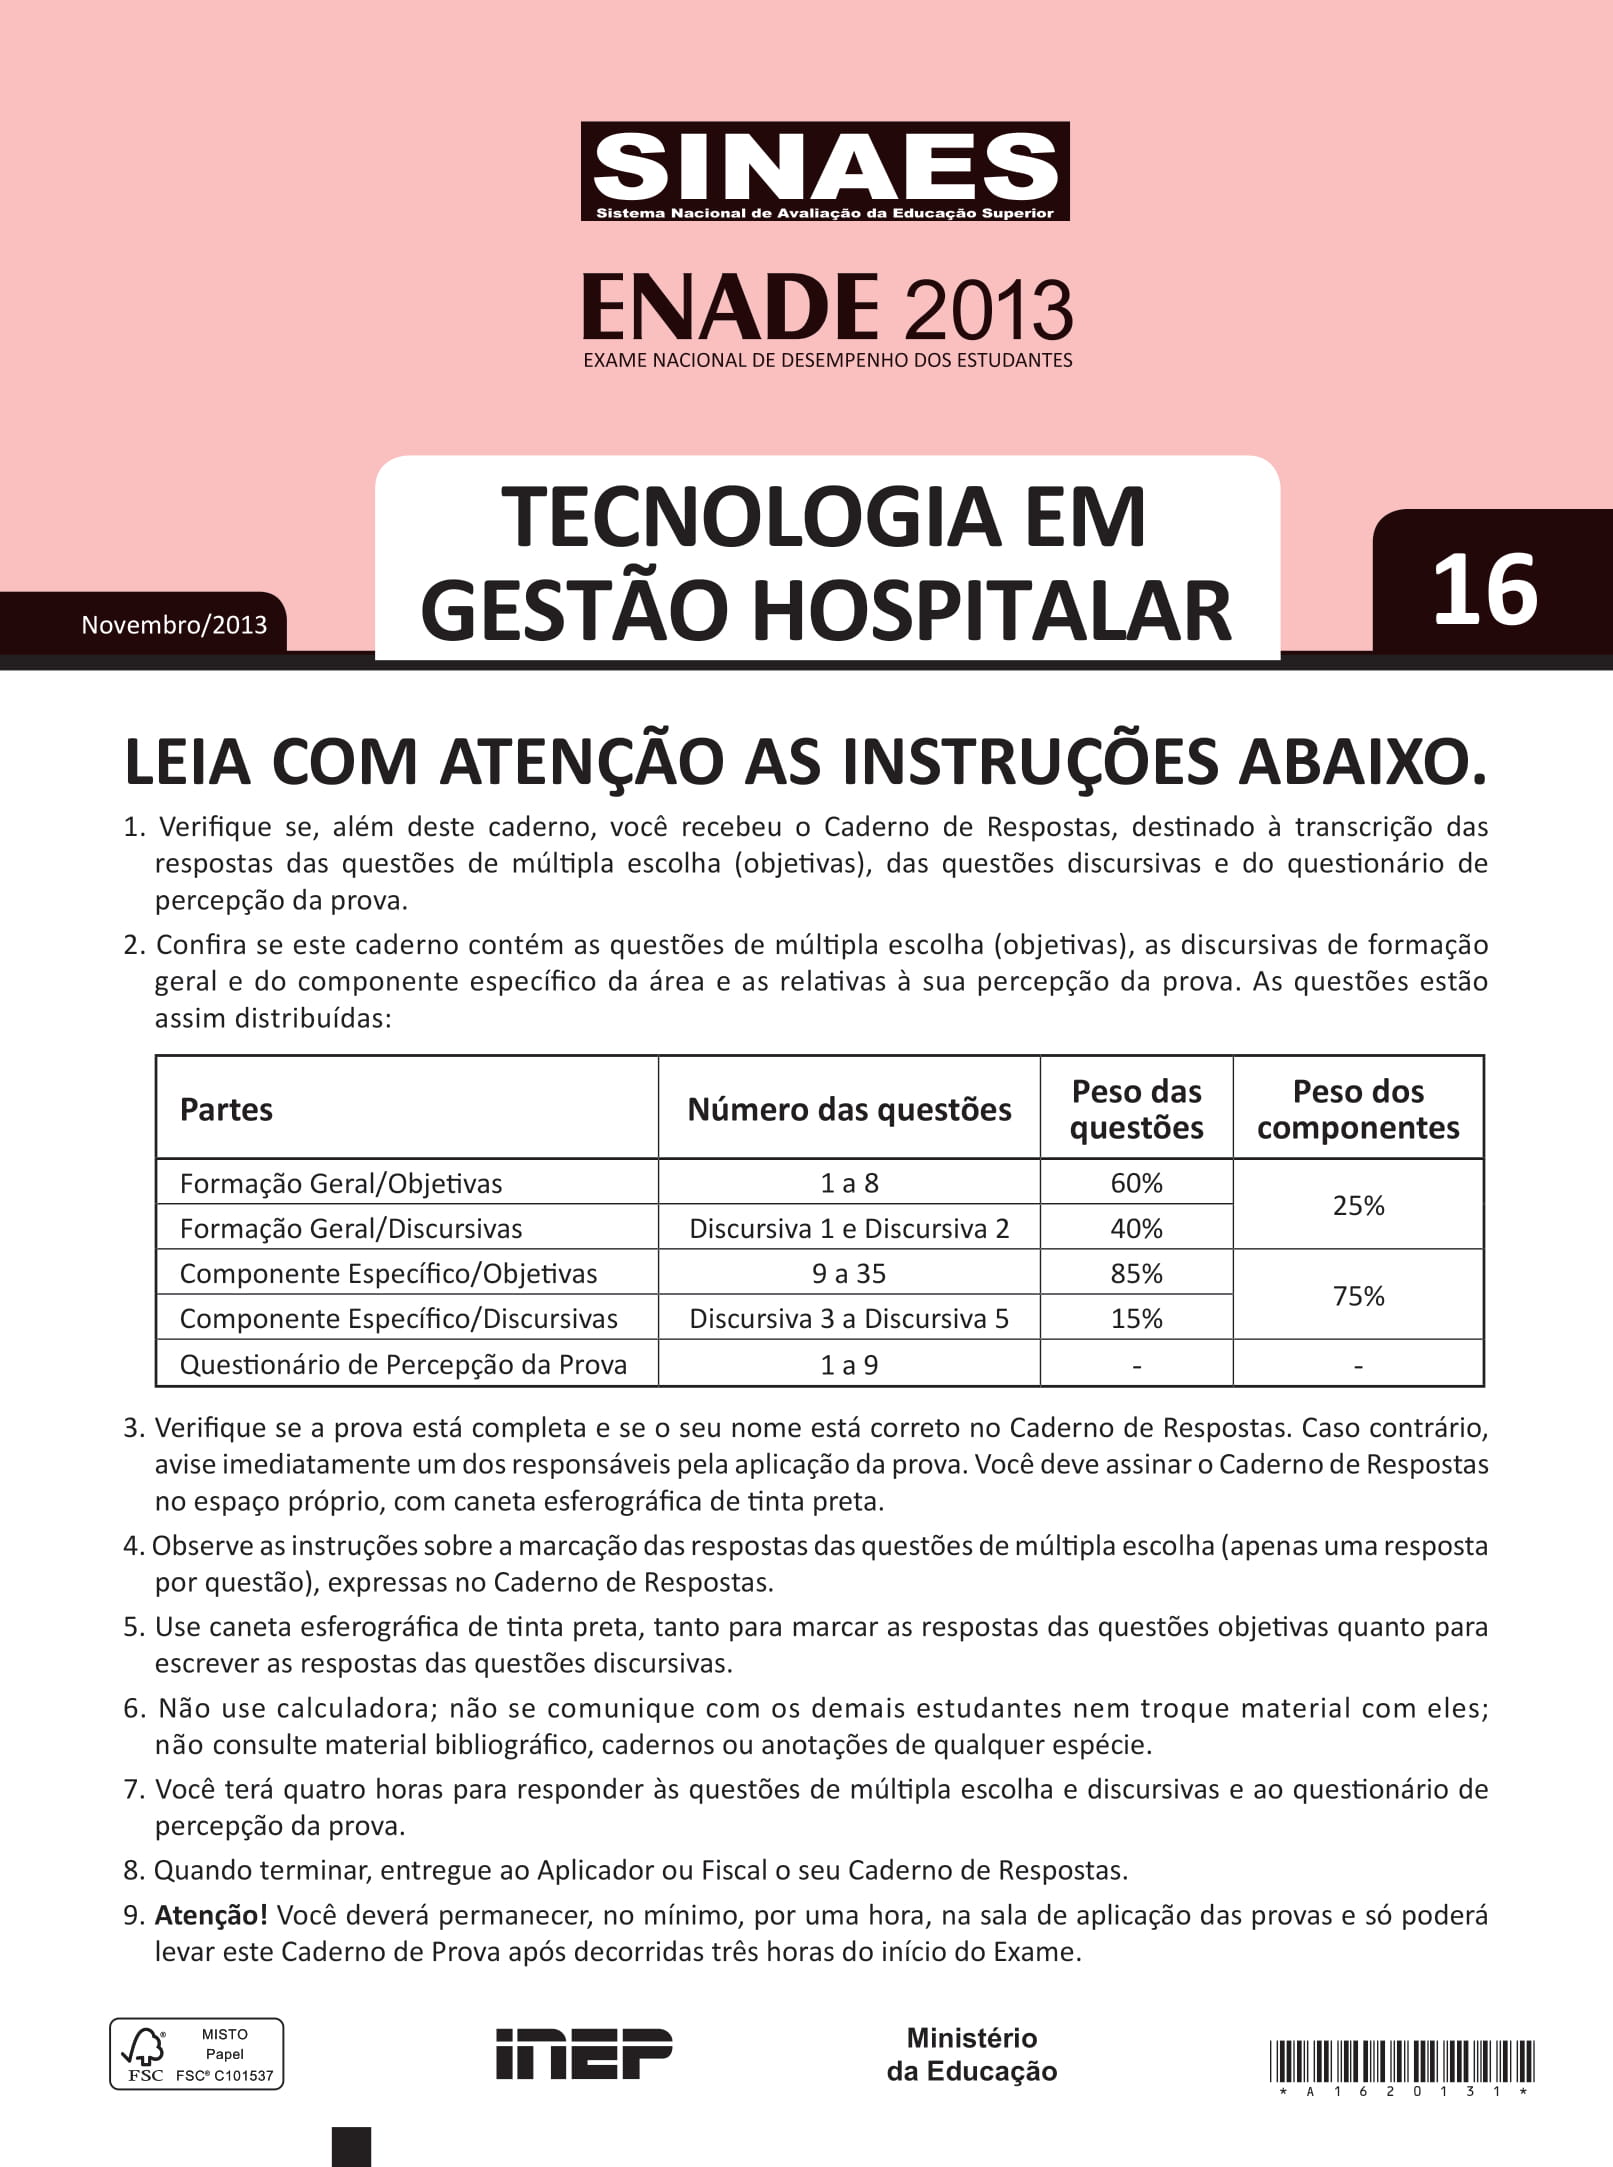 SINAES
Sistema Nacional de Avaliação da Educação Superior
ENADE 2013
EXAME NACIONAL DE DESEMPENHO DOS ESTUDANTES
TECNOLOGIA EM
GESTÃO HOSPITALAR
16
Novembro/2013
LEIA COM ATENÇÃO AS INSTRUÇÕES ABAIXO.
1. Verifique se, além deste caderno, você recebeu o Caderno de Respostas, destinado à transcrição das
respostas das questões de múltipla escolha (objetivas), das questões discursivas e do questionário de
percepção da prova.
2. Confira se este caderno contém as questões de múltipla escolha (objetivas), as discursivas de formação
geral e do componente específico da área e as relativas à sua percepção da prova. As questões estão
assim distribuídas:
Partes Número das questões Peso das questões Peso dos componentes
Formação Geral/Objetivas 1 a 8 60% 25%
Formação Geral/Discursivas Discursiva 1 e Discursiva 2 40%
Componente Específico/Objetivas 9 a 35 85% 75%
Componente Específico/Discursivas Discursiva 3 a Discursiva 5 15%
Questionário de Percepção da Prova 1 a 9 - -
3. Verifique se a prova está completa e se o seu nome está correto no Caderno de Respostas. Caso contrário,
avise imediatamente um dos responsáveis pela aplicação da prova. Você deve assinar o Caderno de Respostas
no espaço próprio, com caneta esferográfica de tinta preta.
4. Observe as instruções sobre a marcação das respostas das questões de múltipla escolha (apenas uma resposta
por questão), expressas no Caderno de Respostas.
5. Use caneta esferográfica de tinta preta, tanto para marcar as respostas das questões objetivas quanto para
escrever as respostas das questões discursivas.
6. Não use calculadora; não se comunique com os demais estudantes nem troque material com eles;
não consulte material bibliográfico, cadernos ou anotações de qualquer espécie.
7. Você terá quatro horas para responder às questões de múltipla escolha e discursivas e ao questionário de
percepção da prova.
8. Quando terminar, entregue ao Aplicador ou Fiscal o seu Caderno de Respostas.
9. Atenção! Você deverá permanecer, no mínimo, por uma hora, na sala de aplicação das provas e só poderá
levar este Caderno de Prova após decorridas três horas do início do Exame.
FSC®
MISTO
Papel
FSC® C101537
INEP
Ministério
da Educação
*A1620131*